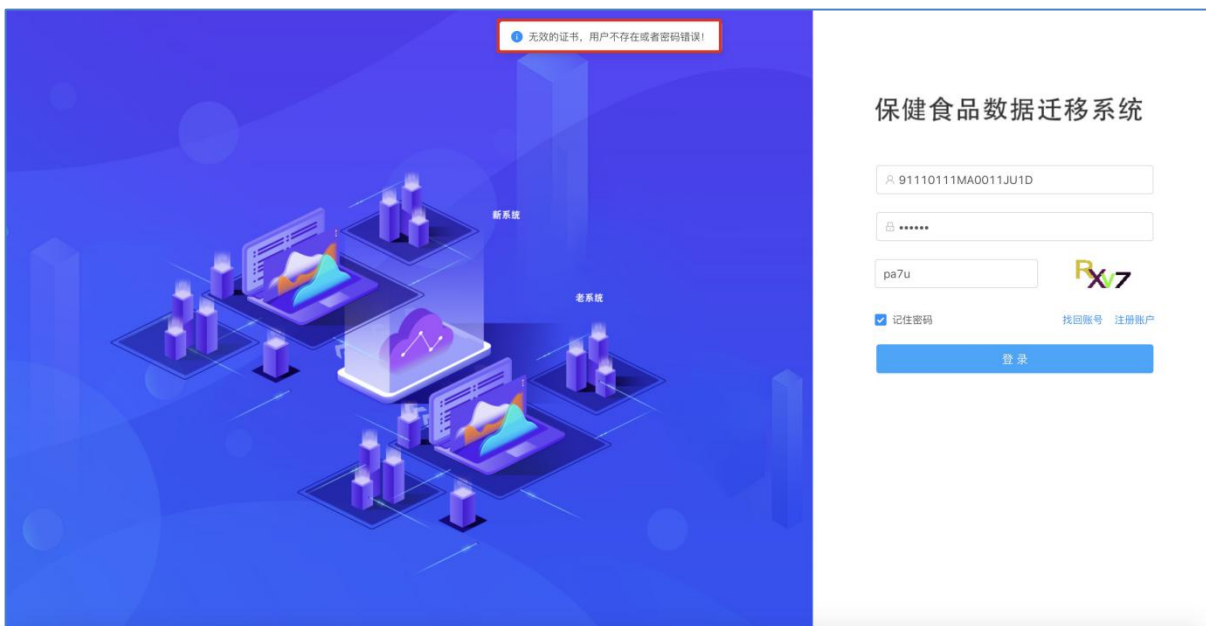 无效的证书，用户不存在或者密码错误！
保健食品数据迁移系统
新系统
老系统
91110111MA0011JU1D
••••••
pa7u
RXv7
记住密码
找回账号 注册账户
登录